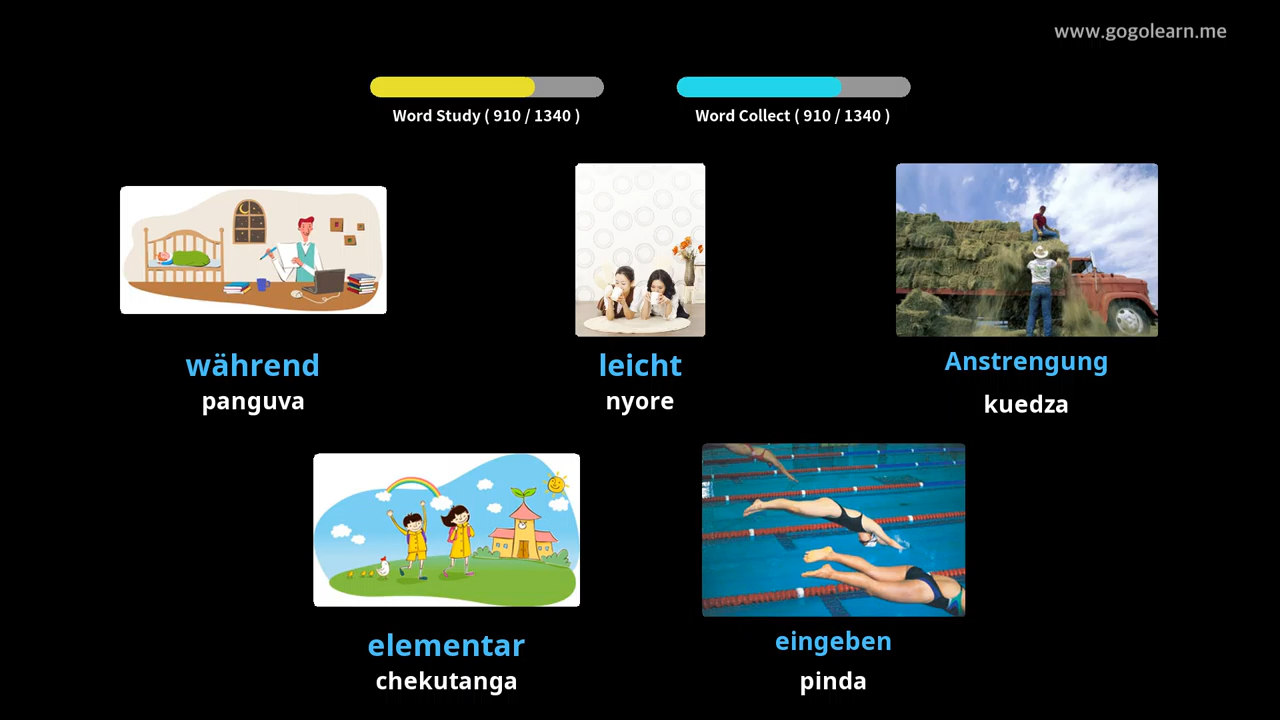 www.gogolearn.me
Word Study ( 910 / 1340 )
Word Collect ( 910 / 1340 )
während
panguva
leicht
nyore
Anstrengung
kuedza
elementar
chekutanga
eingeben
pinda